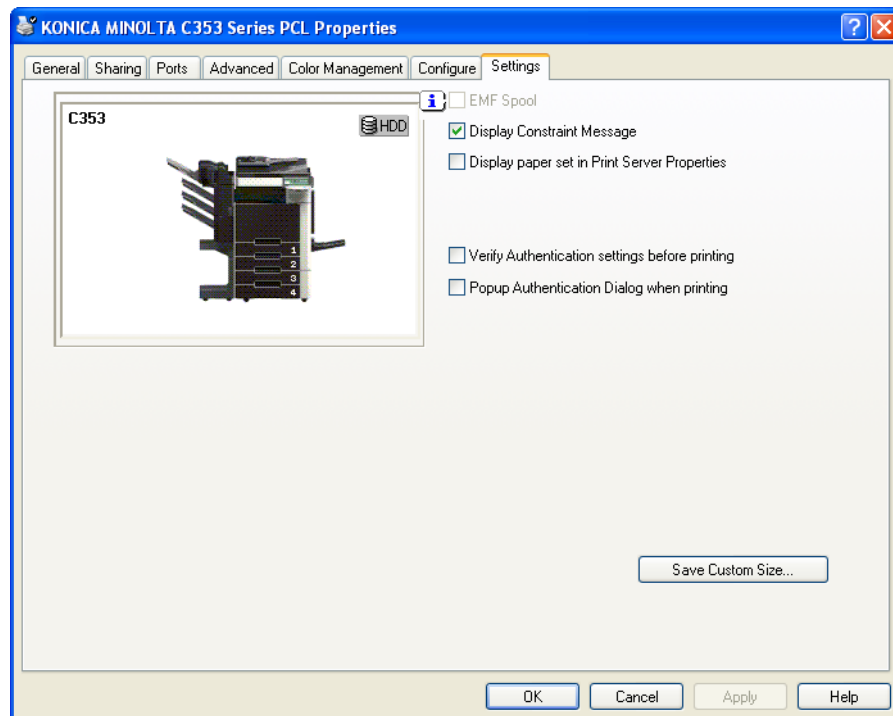 KONICA MINOLTA C353 Series PCL Properties
General Sharing Ports Advanced Color Management Configure Settings
C353
HDD
1
2
3
4
EMF Spool
Display Constraint Message
Display paper set in Print Server Properties
Verify Authentication settings before printing
Popup Authentication Dialog when printing
Save Custom Size...
OK Cancel Apply Help